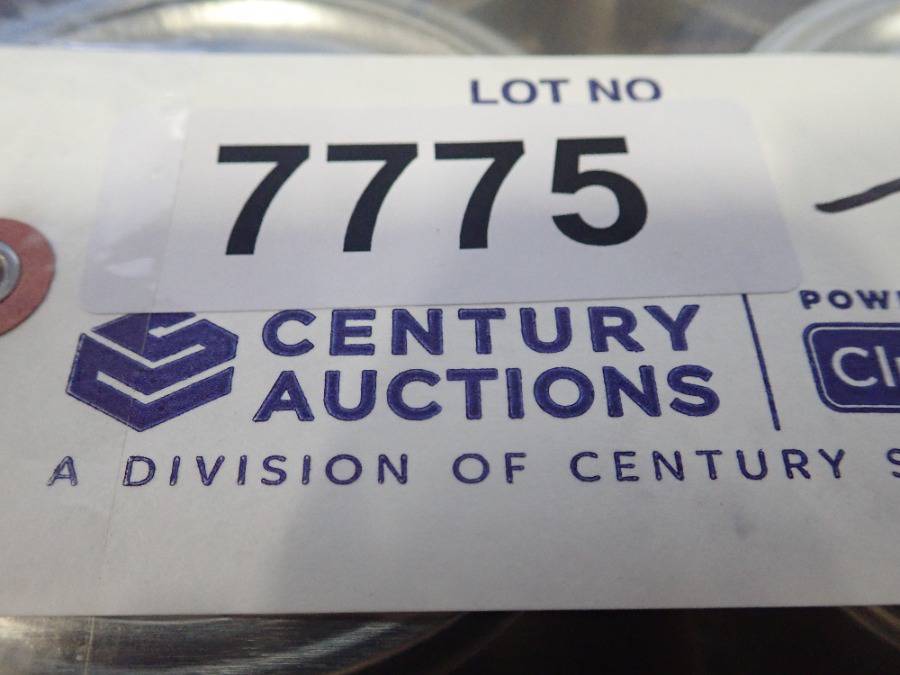 LOT NO
7775
CENTURY
AUCTIONS
A DIVISION OF CENTURY